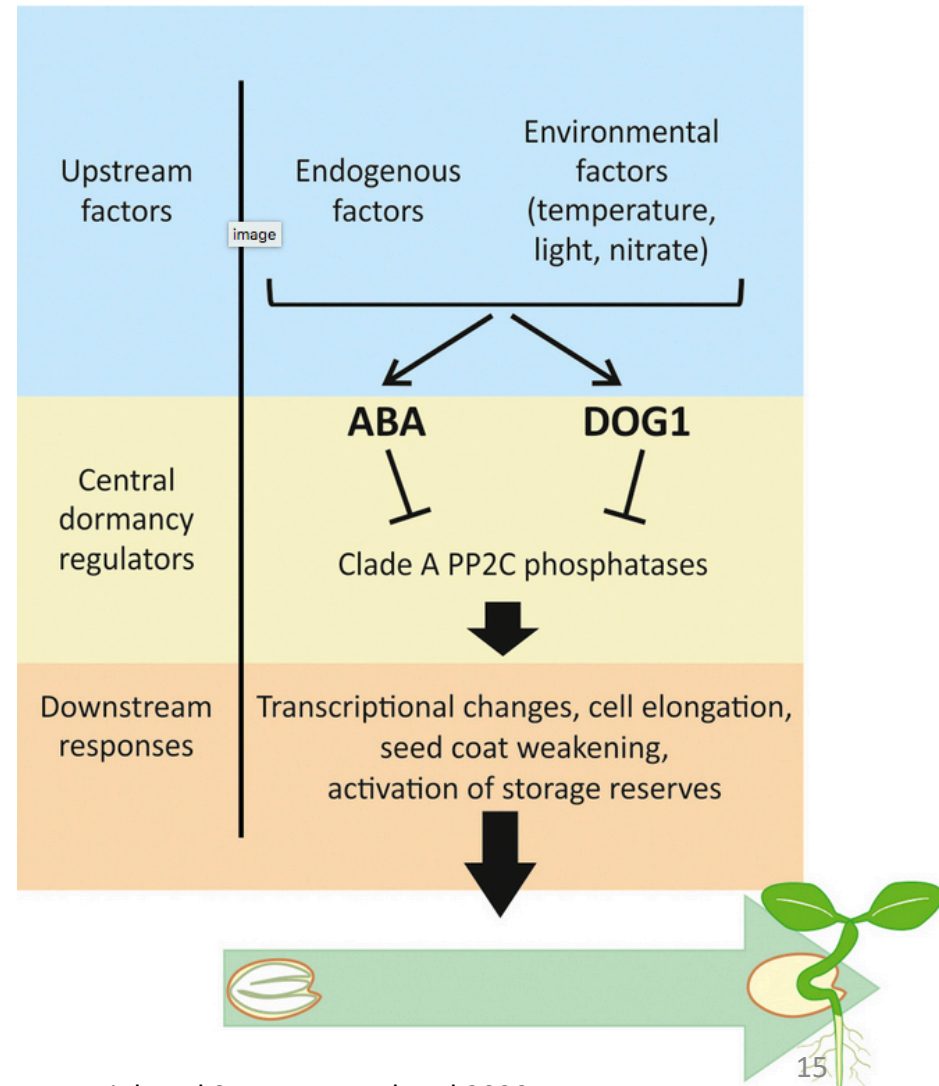 Upstream
factors
Endogenous
factors
Environmental
factors
(temperature,
light, nitrate)
image
ABA
DOG1
Central
dormancy
regulators
Clade A PP2C phosphatases
Downstream
responses
Transcriptional changes, cell elongation,
seed coat weakening,
activation of storage reserves
15